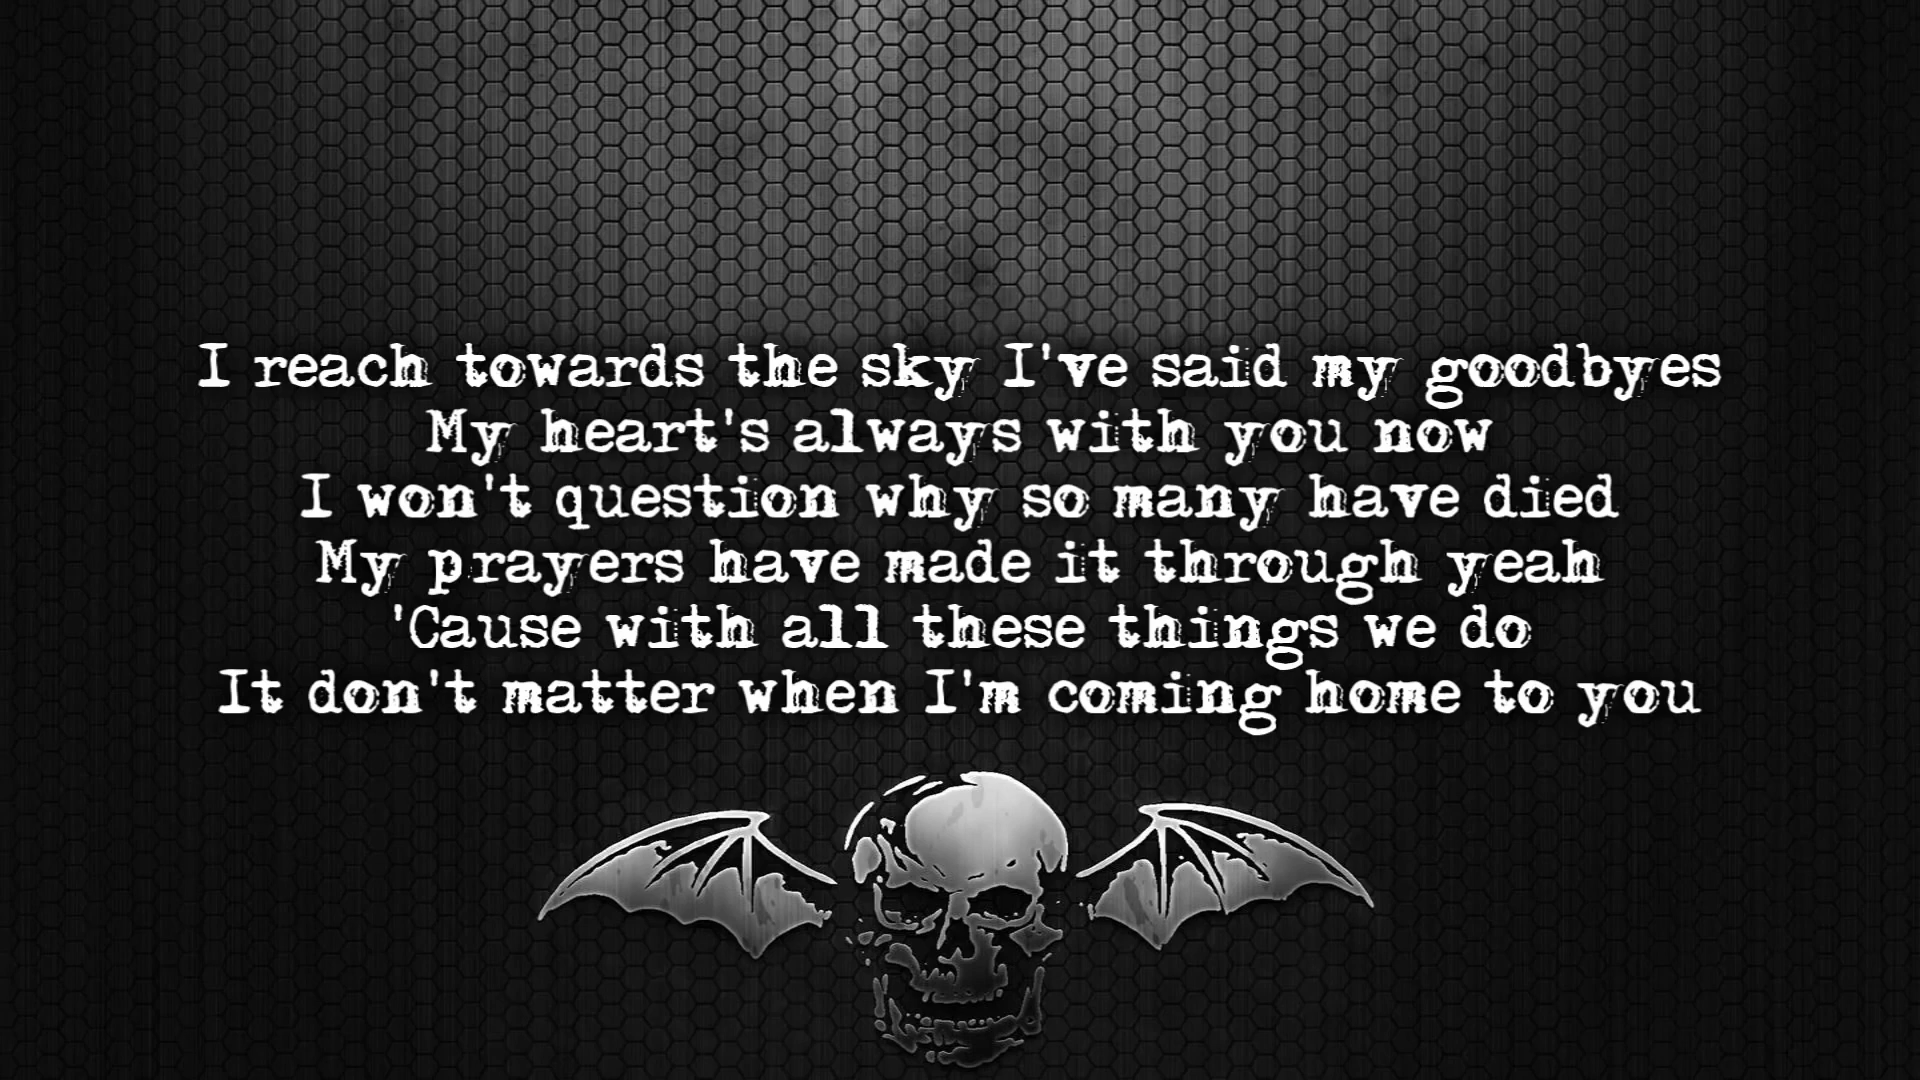 I reach towards the sky I've said my goodbyes
My heart's always with you now
I won't question why so many have died
My prayers have made it through yeah
'Cause with all these things we do
It don't matter when I'm coming home to you